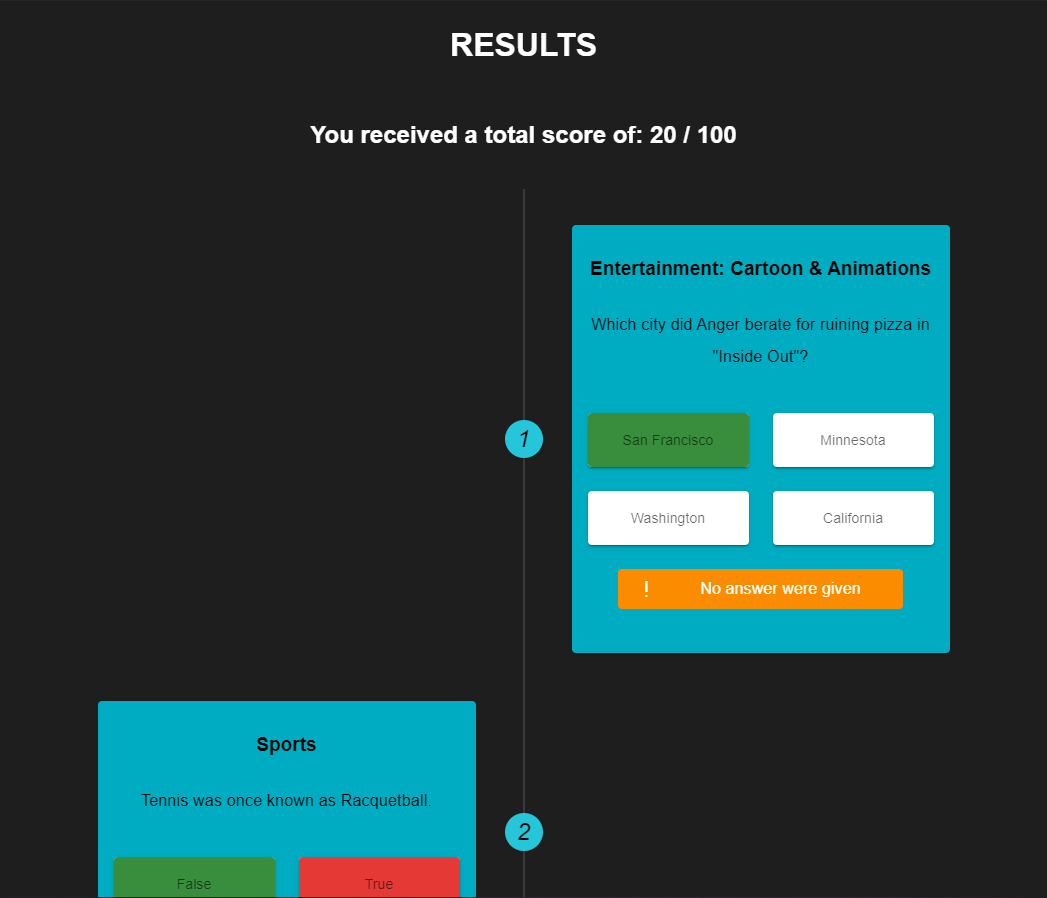 RESULTS
You received a total score of: 20 / 100
Entertainment: Cartoon & Animations
Which city did Anger berate for ruining pizza in
"Inside Out"?
1
San Francisco
Minnesota
Washington
California
! No answer were given
Sports
Tennis was once known as Racquetball.
2
False
True